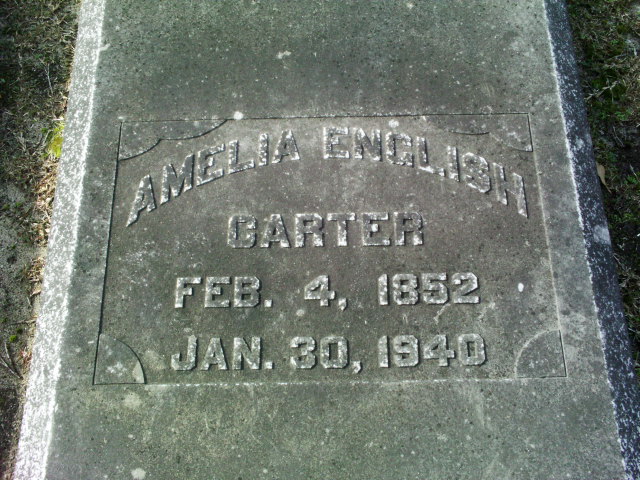 AMELIA ENGLISH
CARTER
FEB. 4, 1852
JAN. 30, 1940